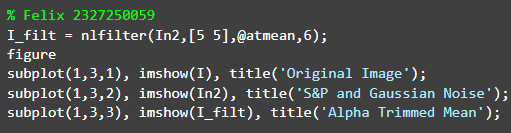 % Felix 2327250059
I_filt = nlfilter(In2,[5 5],@atmean,6);
figure
subplot(1,3,1), imshow(I), title('Original Image');
subplot(1,3,2), imshow(In2), title('S&P and Gaussian Noise');
subplot(1,3,3), imshow(I_filt), title('Alpha Trimmed Mean');